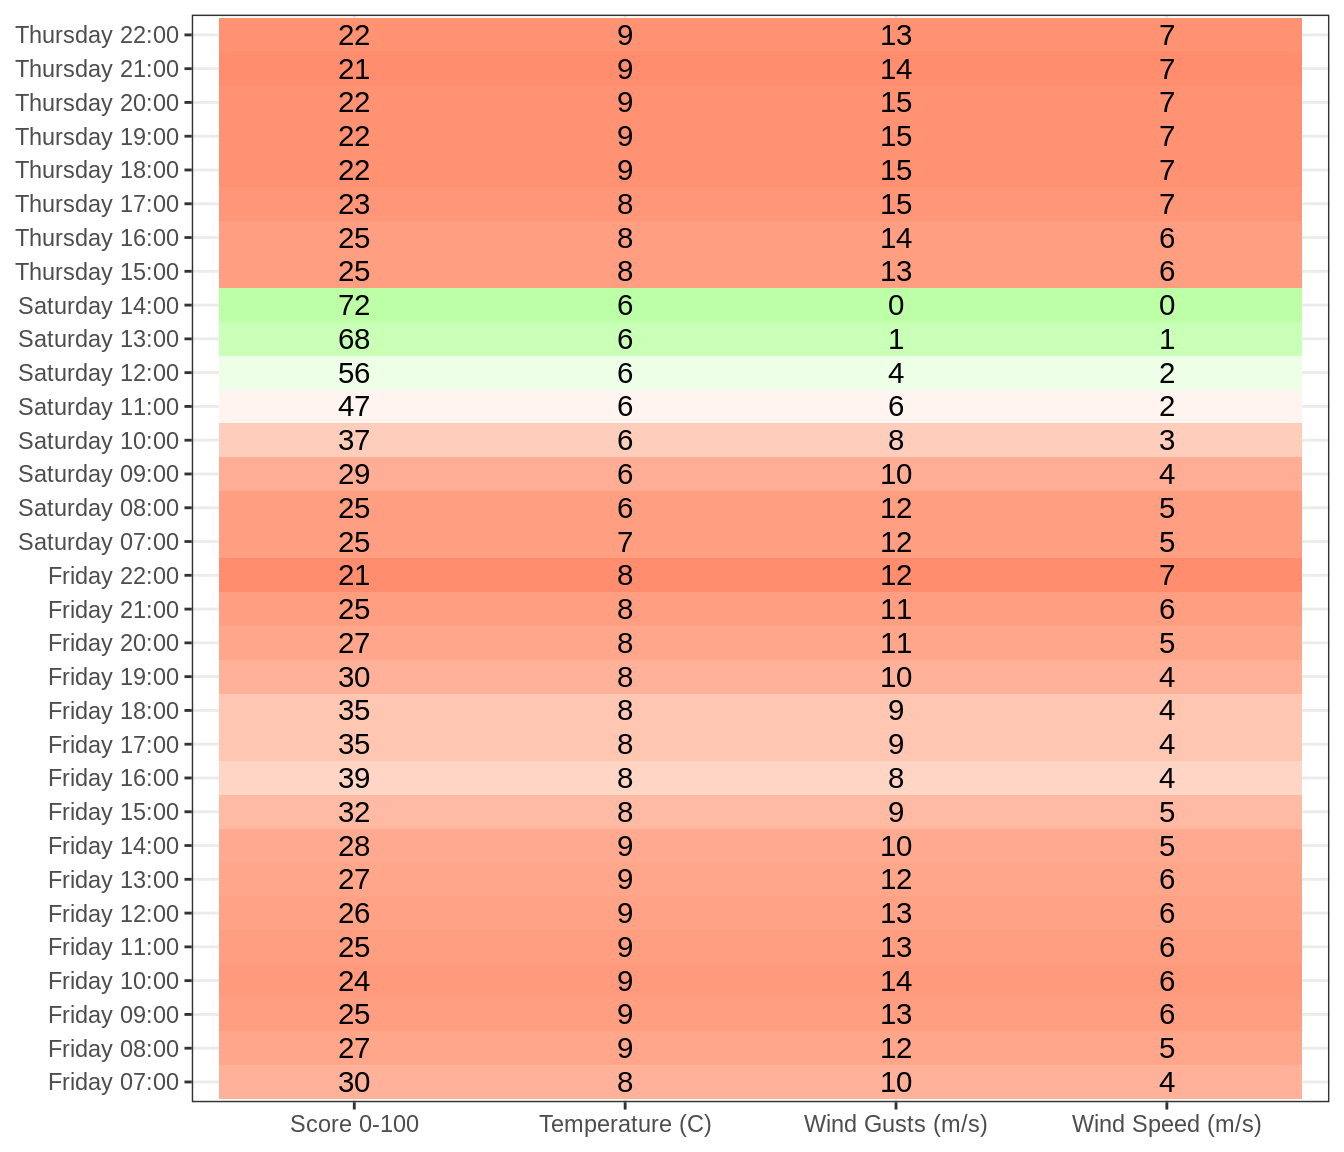 Thursday 22:00 22 9 13 7
Thursday 21:00 21 9 14 7
Thursday 20:00 22 9 15 7
Thursday 19:00 22 9 15 7
Thursday 18:00 22 9 15 7
Thursday 17:00 23 8 15 7
Thursday 16:00 25 8 14 6
Thursday 15:00 25 8 13 6
Saturday 14:00 72 6 0 0
Saturday 13:00 68 6 1 1
Saturday 12:00 56 6 4 2
Saturday 11:00 47 6 6 2
Saturday 10:00 37 6 8 3
Saturday 09:00 29 6 10 4
Saturday 08:00 25 6 12 5
Saturday 07:00 25 7 12 5
Friday 22:00 21 8 12 7
Friday 21:00 25 8 11 6
Friday 20:00 27 8 11 5
Friday 19:00 30 8 10 4
Friday 18:00 35 8 9 4
Friday 17:00 35 8 9 4
Friday 16:00 39 8 8 4
Friday 15:00 32 8 9 5
Friday 14:00 28 9 10 5
Friday 13:00 27 9 12 6
Friday 12:00 26 9 13 6
Friday 11:00 25 9 13 6
Friday 10:00 24 9 14 6
Friday 09:00 25 9 13 6
Friday 08:00 27 9 12 5
Friday 07:00 30 8 10 4
Score 0-100 Temperature (C) Wind Gusts (m/s) Wind Speed (m/s)